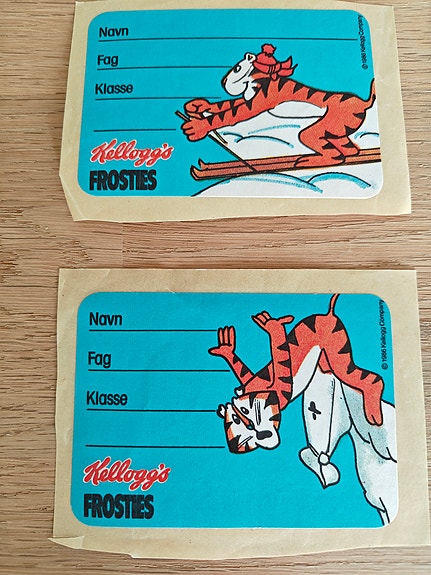 Navn
Fag
Klasse
Kellogg's
FROSTIES
© 1986 Kellogg Company
Navn
Fag
Klasse
Kellogg's
FROSTIES
© 1986 Kellogg Company